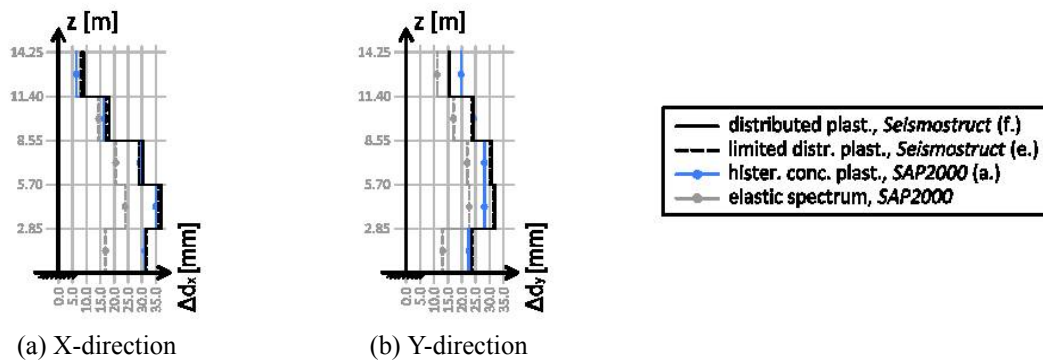 z [m]
14.25
11.40
8.55
5.70
2.85
0.0
5.0
10.0
15.0
20.0
25.0
30.0
35.0
Δdx [mm]
(a) X-direction
z [m]
14.25
11.40
8.55
5.70
2.85
0.0
5.0
10.0
15.0
20.0
25.0
30.0
35.0
Δdy [mm]
(b) Y-direction
distributed plast., Seismostruct (f.)
limited distr. plast., Seismostruct (e.)
hister. conc. plast., SAP2000 (a.)
elastic spectrum, SAP2000